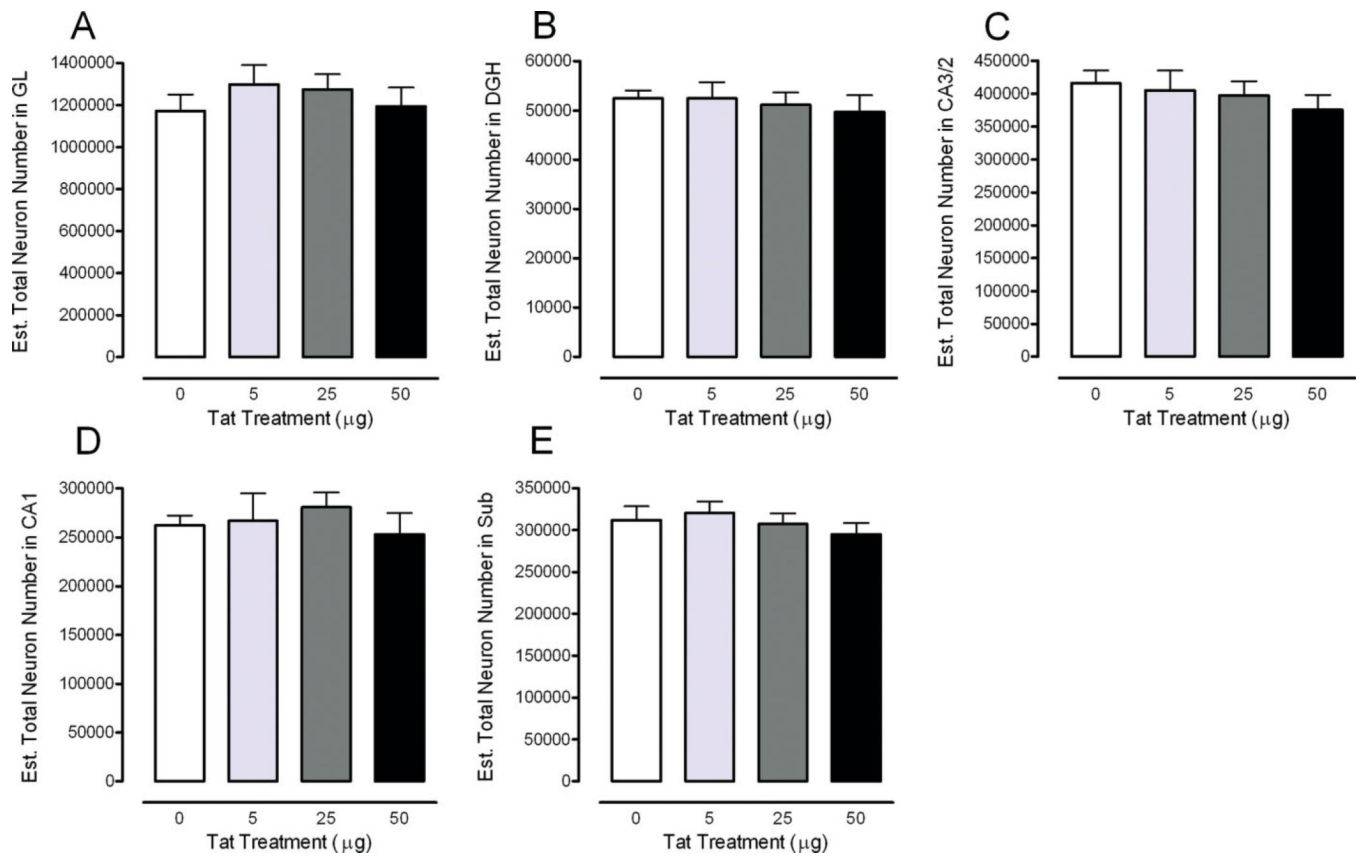 A
Est. Total Neuron Number in GL
1400000
1200000
1000000
800000
600000
400000
200000
0
0 5 25 50
Tat Treatment (μg)
B
Est. Total Neuron Number in DGH
60000
50000
40000
30000
20000
10000
0
0 5 25 50
Tat Treatment (μg)
C
Est. Total Neuron Number in CA3/2
450000
400000
350000
300000
250000
200000
150000
100000
50000
0
0 5 25 50
Tat Treatment (μg)
D
Est. Total Neuron Number in CA1
300000
250000
200000
150000
100000
50000
0
0 5 25 50
Tat Treatment (μg)
E
Est. Total Neuron Number in Sub
350000
300000
250000
200000
150000
100000
50000
0
0 5 25 50
Tat Treatment (μg)